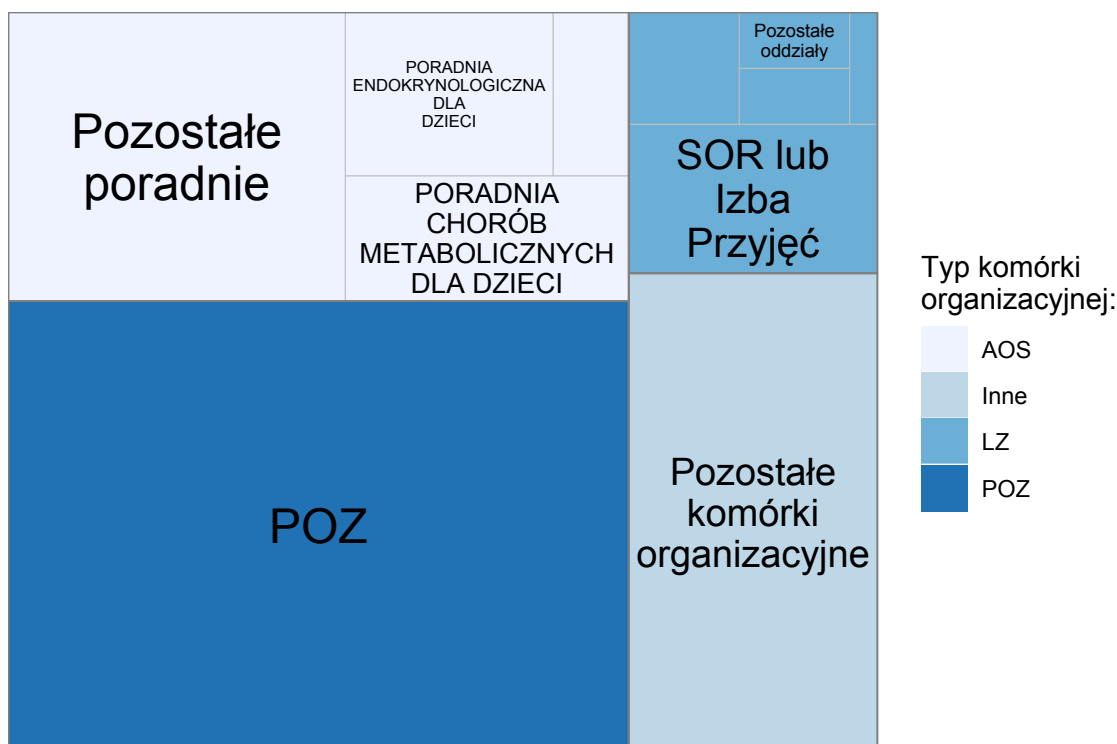 Pozostałe
poradnie
PORADNIA
ENDOKRYNOLOGICZNA
DLA
DZIECI
PORADNIA
CHORÓB
METABOLICZNYCH
DLA DZIECI
POZ
Pozostałe
oddziały
SOR lub
Izba
Przyjęć
Pozostałe
komórki
organizacyjne
Typ komórki
organizacyjnej:
AOS
Inne
LZ
POZ